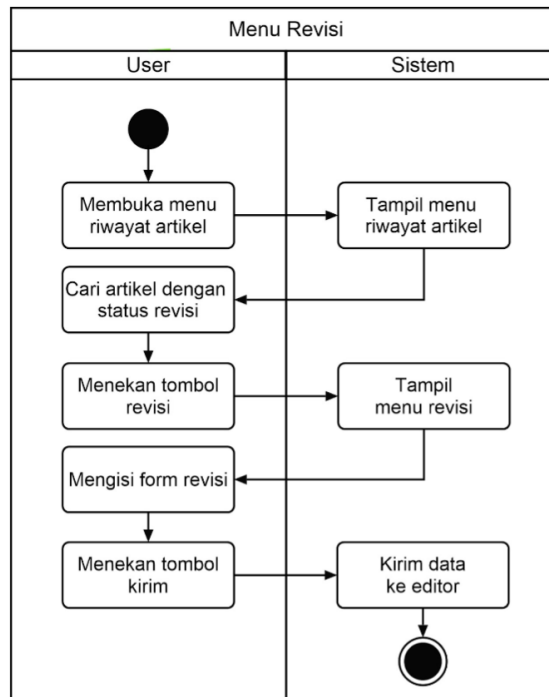 Menu Revisi
User
Sistem
Membuka menu
riwayat artikel
Tampil menu
riwayat artikel
Cari artikel dengan
status revisi
Menekan tombol
revisi
Tampil
menu revisi
Mengisi form revisi
Menekan tombol
kirim
Kirim data
ke editor